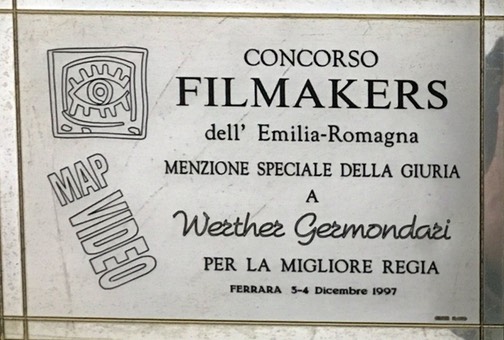 CONCORSO
FILMAKERS
dell' Emilia-Romagna
MENZIONE SPECIALE DELLA GIURIA
A
Werther Germondari
PER LA MIGLIORE REGIA
FERRARA 3-4 Dicembre 1997
MAP
VIDEO